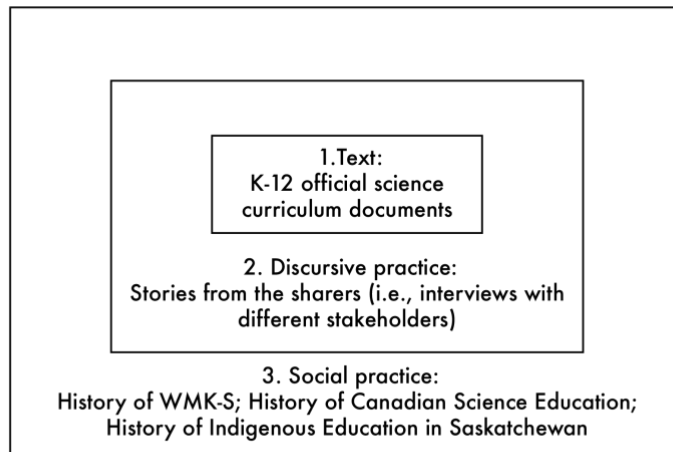 1.Text:
K-12 official science
curriculum documents
2. Discursive practice:
Stories from the sharers (i.e., interviews with
different stakeholders)
3. Social practice:
History of WMK-S; History of Canadian Science Education;
History of Indigenous Education in Saskatchewan